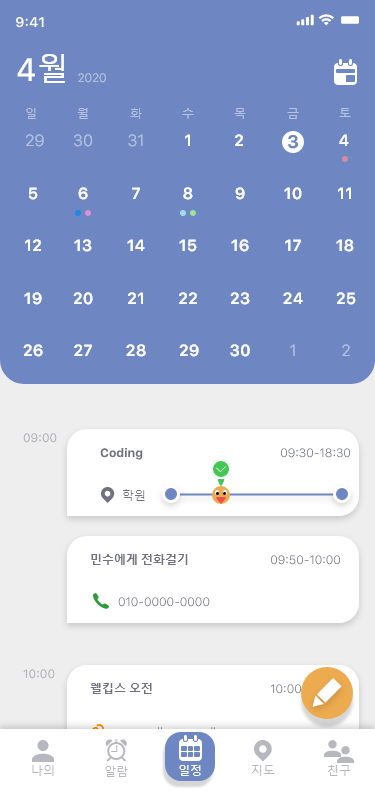 9:41
4월 2020
일 월 화 수 목 금 토
29 30 31 1 2 3 4
5 6 7 8 9 10 11
12 13 14 15 16 17 18
19 20 21 22 23 24 25
26 27 28 29 30 1 2
09:00
Coding 09:30-18:30
학원
민수에게 전화걸기 09:50-10:00
010-0000-0000
10:00
웰킵스 오전 10:00
나의 알람 일정 지도 친구